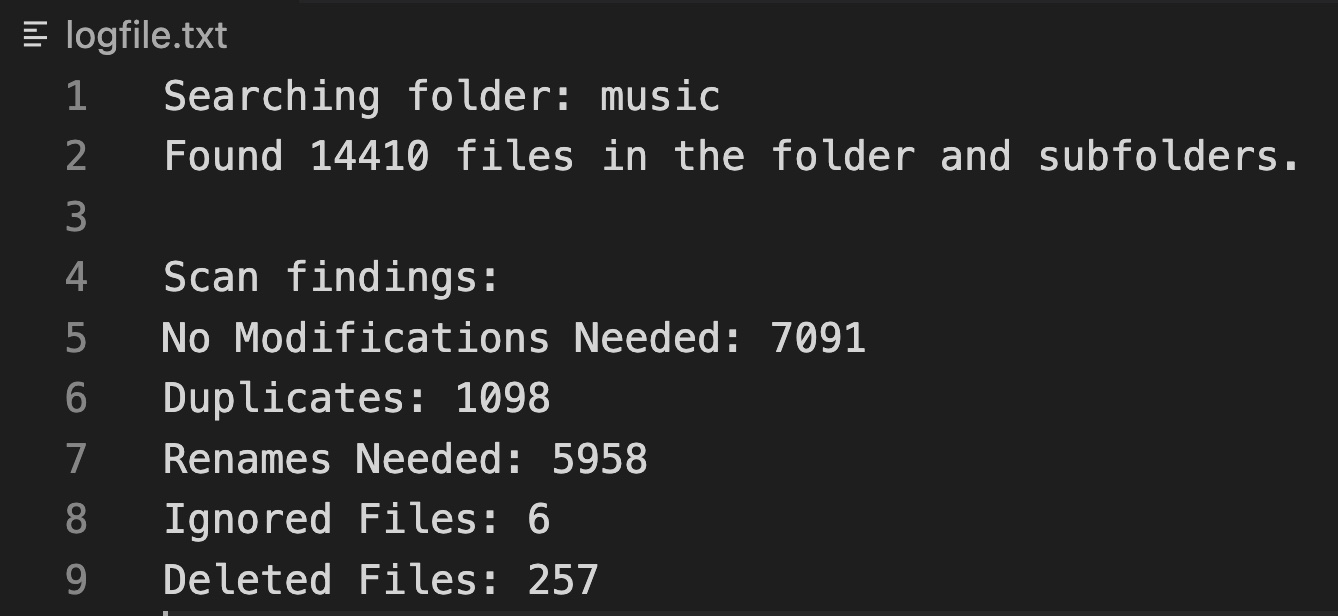 logfile.txt
1 Searching folder: music
2 Found 14410 files in the folder and subfolders.
3
4 Scan findings:
5 No Modifications Needed: 7091
6 Duplicates: 1098
7 Renames Needed: 5958
8 Ignored Files: 6
9 Deleted Files: 257